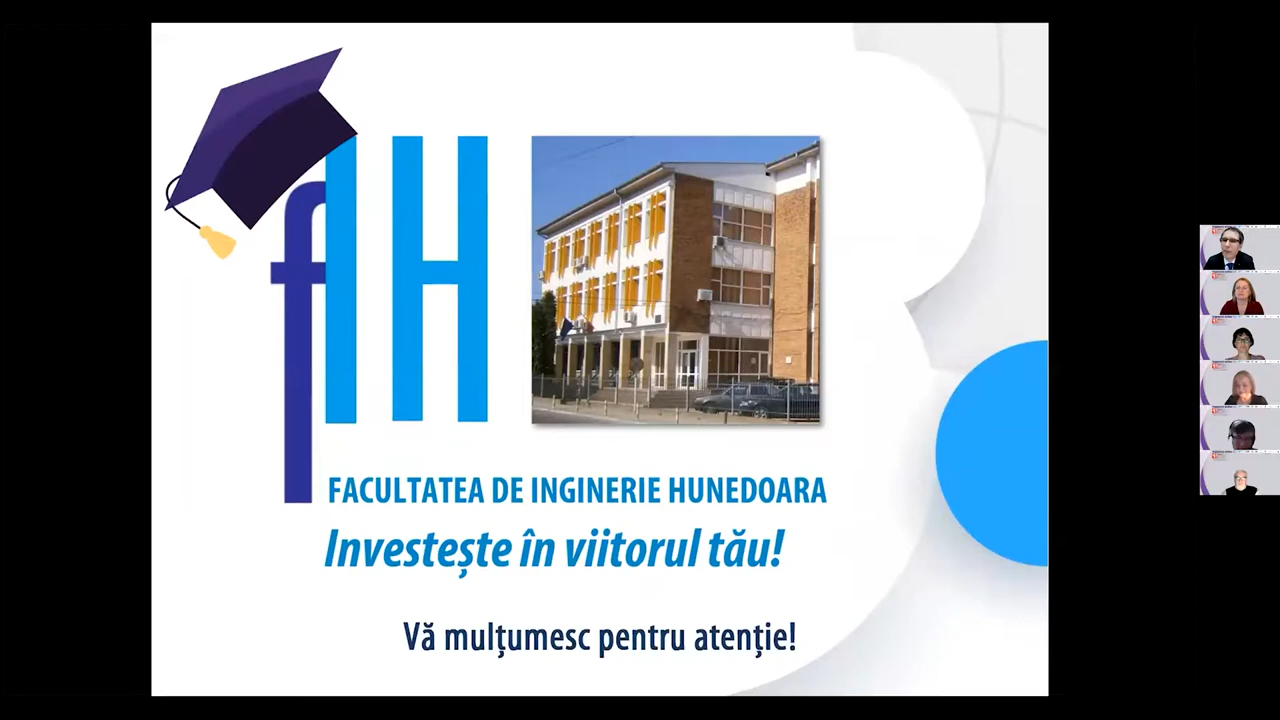 fIH
FACULTATEA DE INGINERIE HUNEDOARA
Investește în viitorul tău!
Vă mulțumesc pentru atenție!